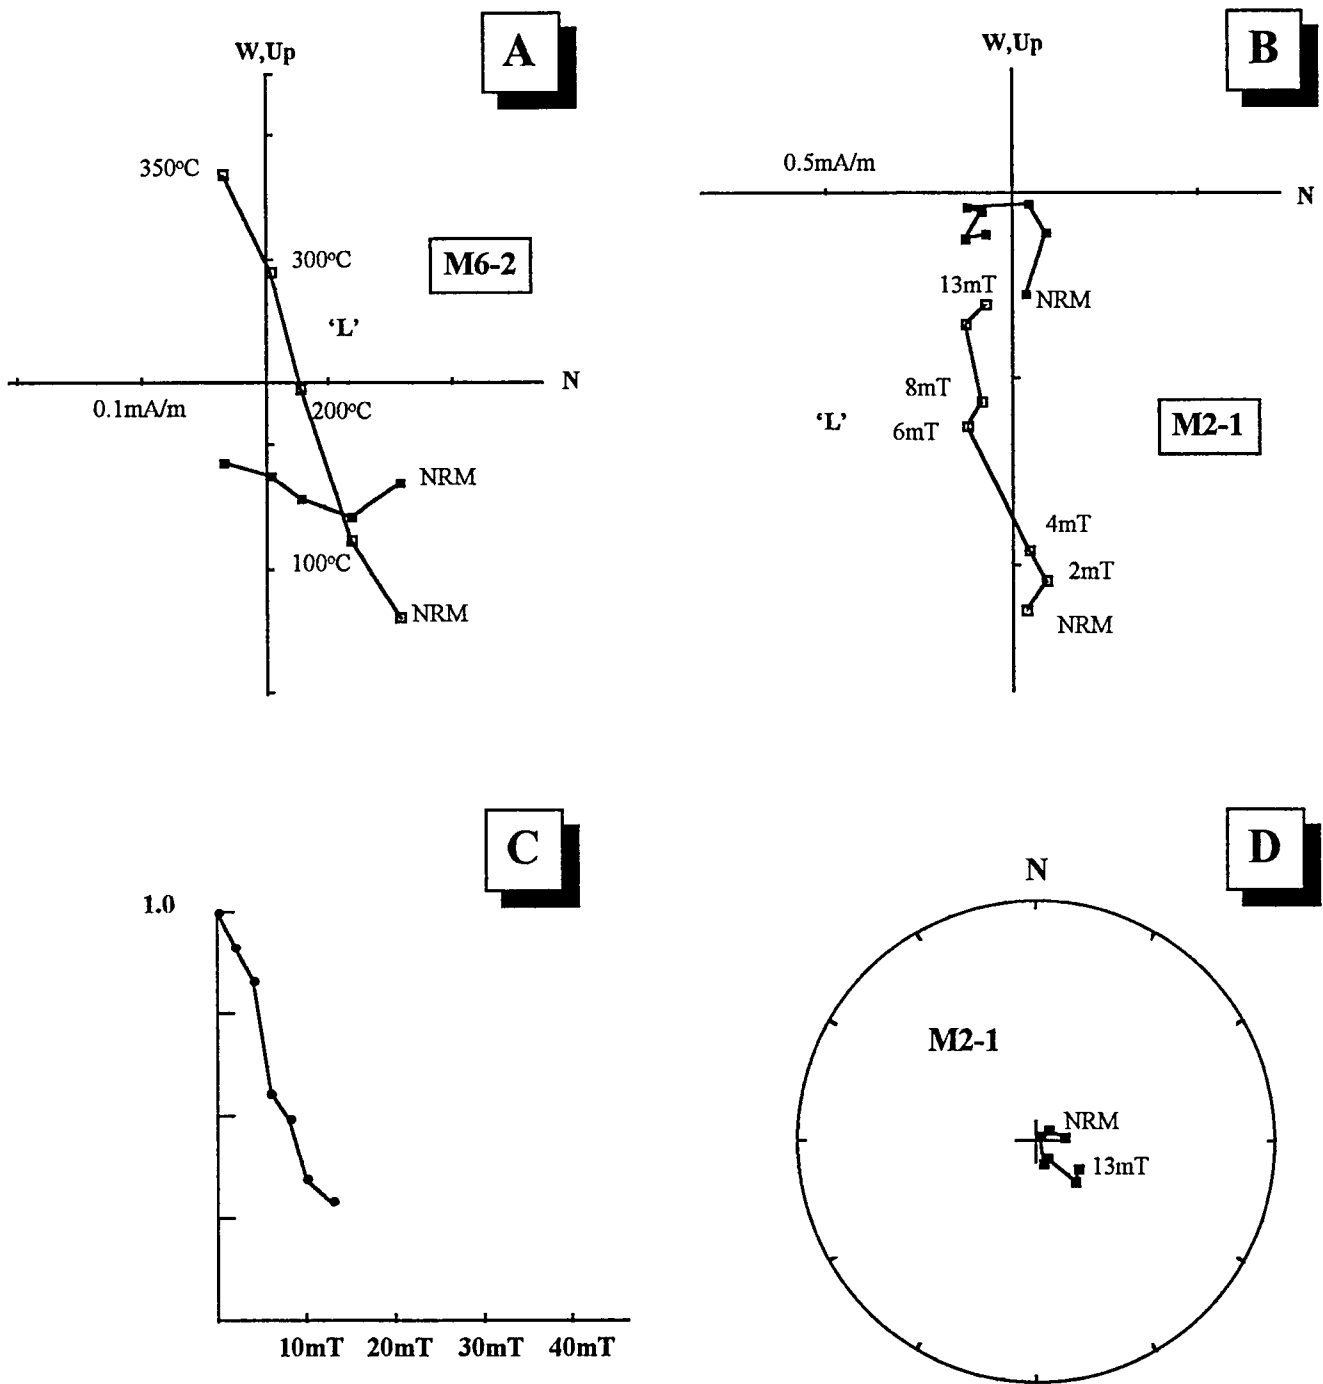 A
W,Up
350°C
300°C
M6-2
'L'
N
0.1mA/m
200°C
NRM
100°C
NRM
B
W,Up
0.5mA/m
N
13mT
NRM
8mT
'L'
6mT
M2-1
4mT
2mT
NRM
C
1.0
10mT 20mT 30mT 40mT
D
N
M2-1
NRM
13mT